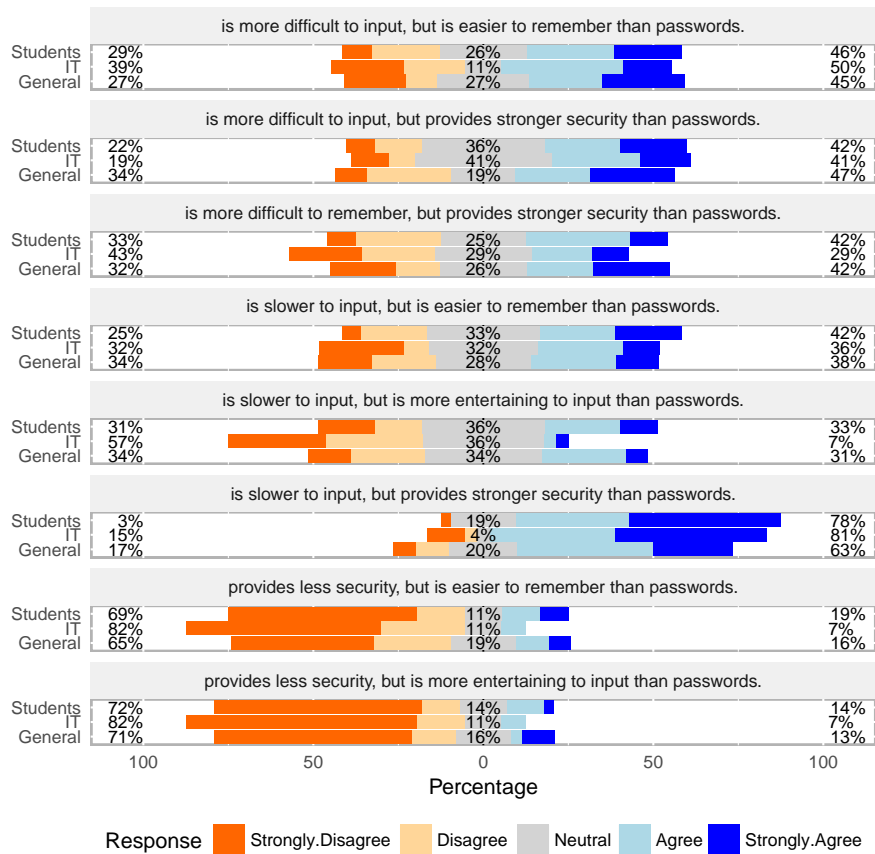 is more difficult to input, but is easier to remember than passwords.
Students 29% 26% 46%
IT 39% 11% 50%
General 27% 27% 45%
is more difficult to input, but provides stronger security than passwords.
Students 22% 36% 42%
IT 19% 41% 41%
General 34% 19% 47%
is more difficult to remember, but provides stronger security than passwords.
Students 33% 25% 42%
IT 43% 29% 29%
General 32% 26% 42%
is slower to input, but is easier to remember than passwords.
Students 25% 33% 42%
IT 32% 32% 36%
General 34% 28% 38%
is slower to input, but is more entertaining to input than passwords.
Students 31% 36% 33%
IT 57% 36% 7%
General 34% 34% 31%
is slower to input, but provides stronger security than passwords.
Students 3% 19% 78%
IT 15% 4% 81%
General 17% 20% 63%
provides less security, but is easier to remember than passwords.
Students 69% 11% 19%
IT 82% 11% 7%
General 65% 19% 16%
provides less security, but is more entertaining to input than passwords.
Students 72% 14% 14%
IT 82% 11% 7%
General 71% 16% 13%
100 50 0 50 100
Percentage
Response Strongly.Disagree Disagree Neutral Agree Strongly.Agree